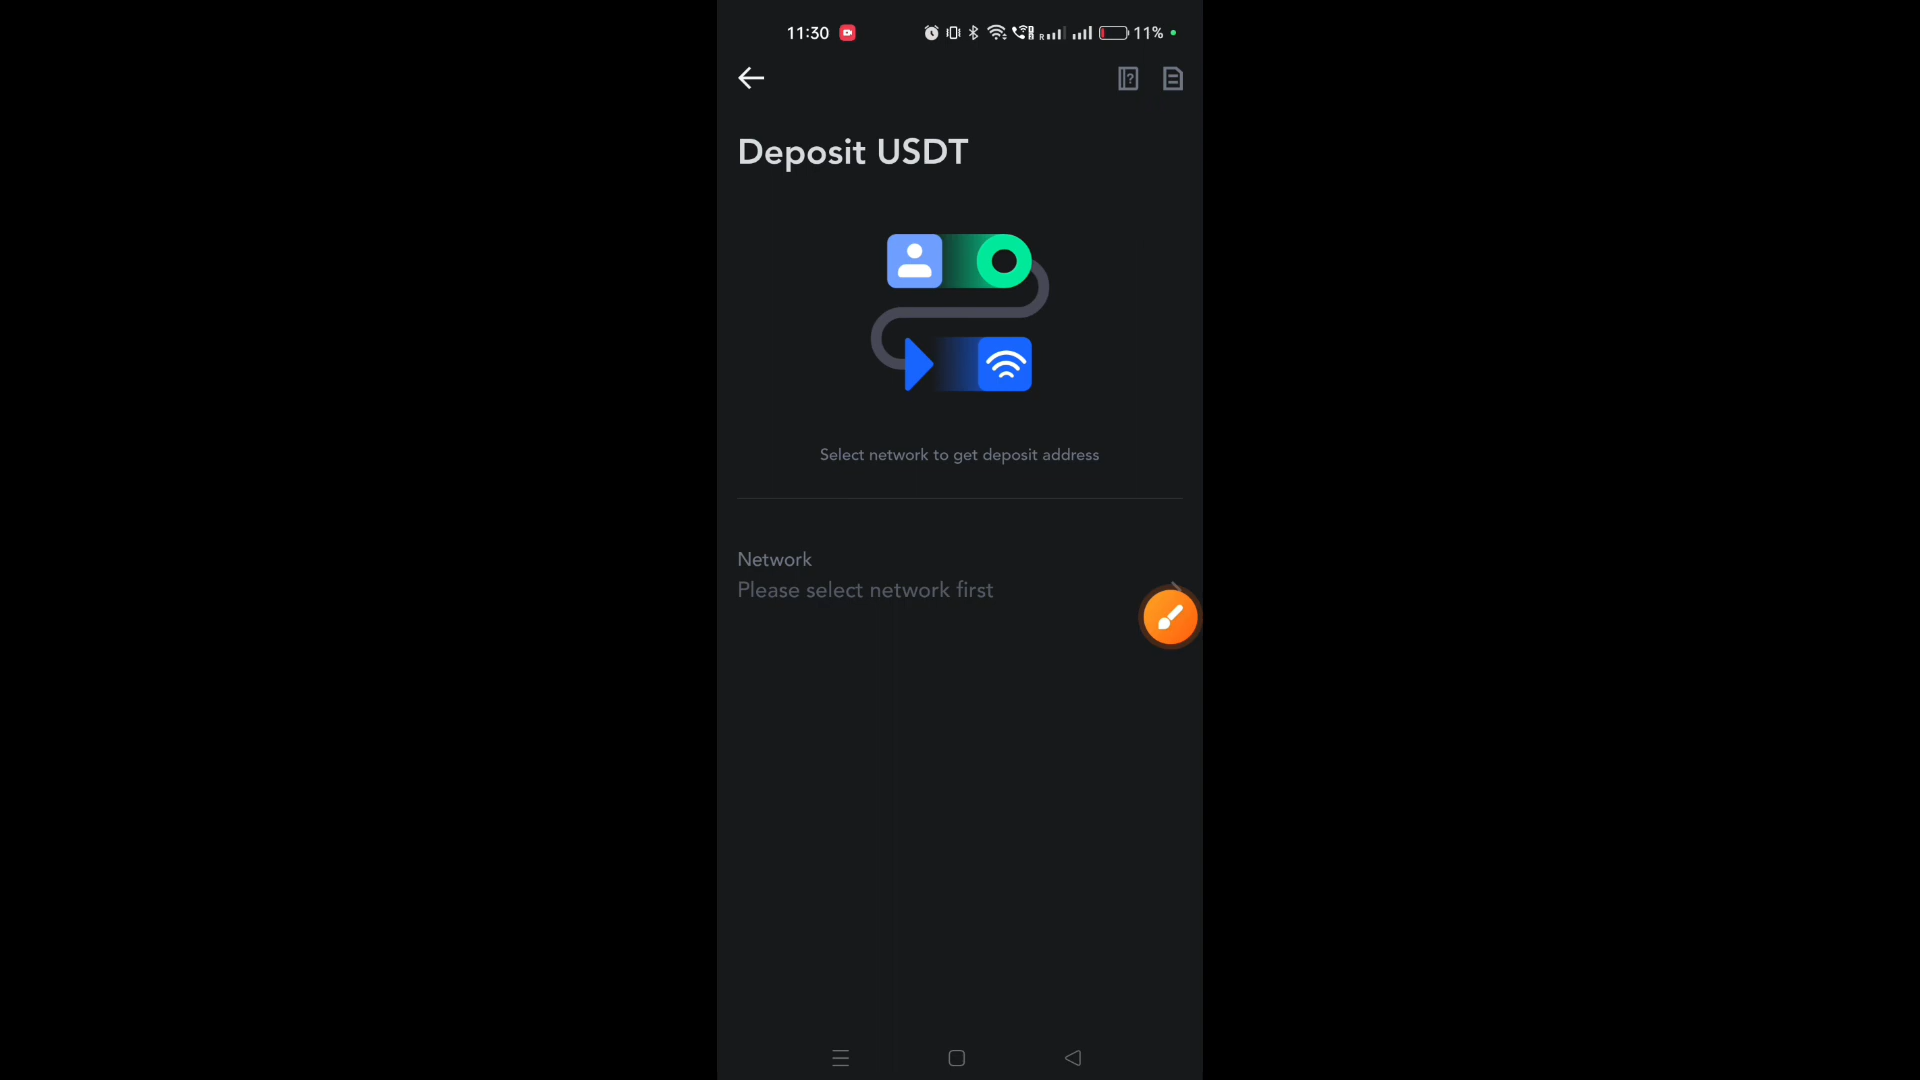 11:30
11%
Deposit USDT
Select network to get deposit address
Network
Please select network first